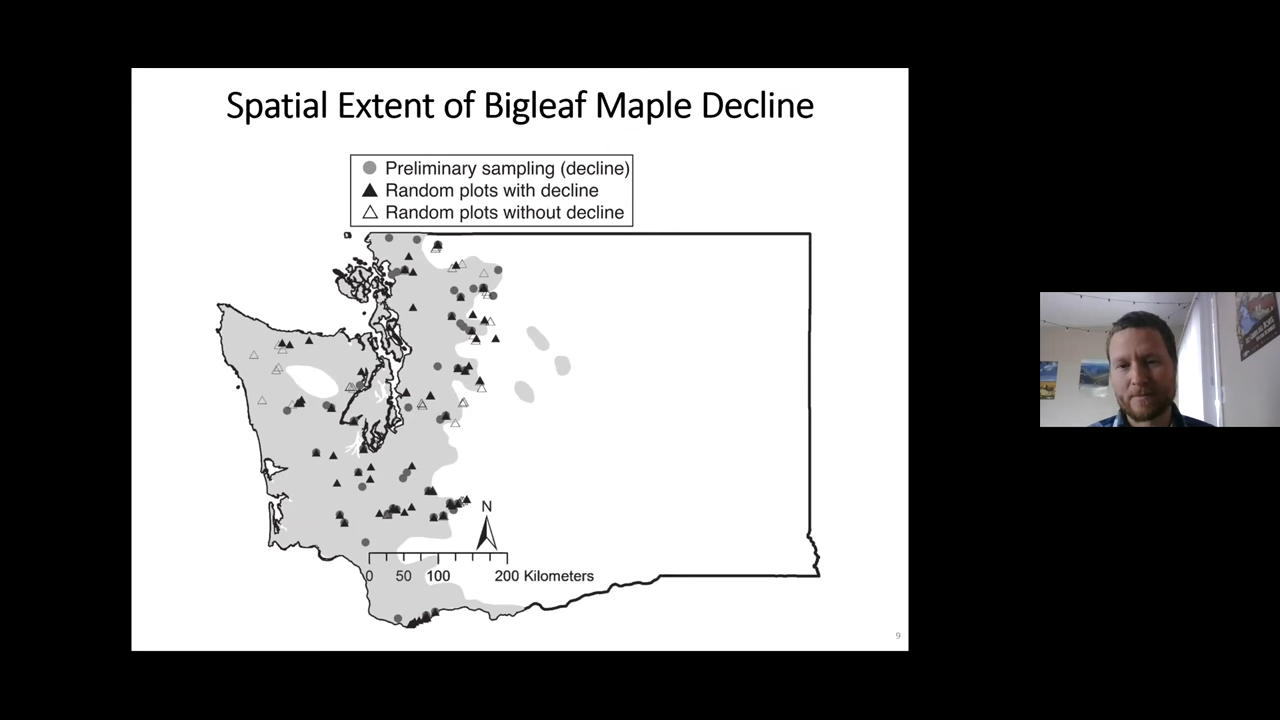 Spatial Extent of Bigleaf Maple Decline
Preliminary sampling (decline)
Random plots with decline
Random plots without decline
N
0 50 100 200 Kilometers
9